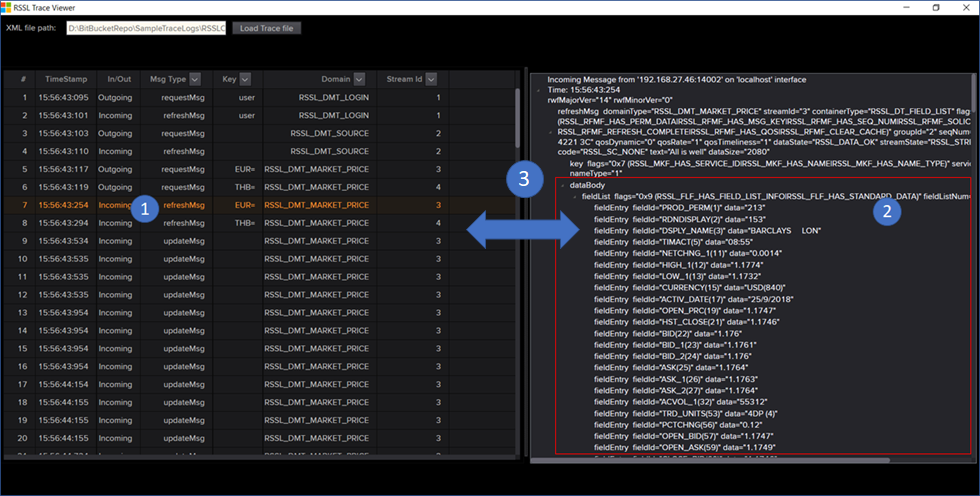 RSSL Trace Viewer
XML file path: D:\BitBucketRepo\SampleTraceLogs\RSSLC Load Trace file
# TimeStamp In/Out Msg Type Key Domain Stream Id
1 15:56:43:095 Outgoing requestMsg user RSSL_DMT_LOGIN 1
2 15:56:43:101 Incoming refreshMsg user RSSL_DMT_LOGIN 1
3 15:56:43:103 Outgoing requestMsg RSSL_DMT_SOURCE 2
4 15:56:43:110 Incoming refreshMsg RSSL_DMT_SOURCE 2
5 15:56:43:117 Outgoing requestMsg EUR= RSSL_DMT_MARKET_PRICE 3
6 15:56:43:119 Outgoing requestMsg THB= RSSL_DMT_MARKET_PRICE 4
7 15:56:43:254 Incoming refreshMsg EUR= RSSL_DMT_MARKET_PRICE 3
8 15:56:43:294 Incoming refreshMsg THB= RSSL_DMT_MARKET_PRICE 4
9 15:56:43:534 Incoming updateMsg RSSL_DMT_MARKET_PRICE 3
10 15:56:43:535 Incoming updateMsg RSSL_DMT_MARKET_PRICE 3
11 15:56:43:535 Incoming updateMsg RSSL_DMT_MARKET_PRICE 3
12 15:56:43:535 Incoming updateMsg RSSL_DMT_MARKET_PRICE 3
13 15:56:43:954 Incoming updateMsg RSSL_DMT_MARKET_PRICE 3
14 15:56:43:954 Incoming updateMsg RSSL_DMT_MARKET_PRICE 3
15 15:56:43:954 Incoming updateMsg RSSL_DMT_MARKET_PRICE 3
16 15:56:43:954 Incoming updateMsg RSSL_DMT_MARKET_PRICE 3
17 15:56:44:154 Incoming updateMsg RSSL_DMT_MARKET_PRICE 3
18 15:56:44:155 Incoming updateMsg RSSL_DMT_MARKET_PRICE 3
19 15:56:44:155 Incoming updateMsg RSSL_DMT_MARKET_PRICE 3
20 15:56:44:155 Incoming updateMsg RSSL_DMT_MARKET_PRICE 3
1
3
2
Incoming Message from '192.168.27.46:14002' on 'localhost' interface
Time: 15:56:43:254
rwfMajorVer="14" rwfMinorVer="0"
refreshMsg domainType="RSSL_DMT_MARKET_PRICE" streamId="3" containerType="RSSL_DT_FIELD_LIST" flag
(RSSL_RFMF_HAS_PERM_DATA|RSSL_RFMF_HAS_MSG_KEY|RSSL_RFMF_HAS_SEQ_NUM|RSSL_RFMF_SOLIC
RSSL_RFMF_REFRESH_COMPLETE|RSSL_RFMF_HAS_QOS|RSSL_RFMF_CLEAR_CACHE)" groupId="2" seqNum
4221 3C" qosDynamic="0" qosRate="1" qosTimeliness="1" dataState="RSSL_DATA_OK" streamState="RSSL_STRE
code="RSSL_SC_NONE" text="All is well" dataSize="2080"
key flags="0x7 (RSSL_MKF_HAS_SERVICE_ID|RSSL_MKF_HAS_NAME|RSSL_MKF_HAS_NAME_TYPE)" servic
nameType="1"
dataBody
fieldList flags="0x9 (RSSL_FLF_HAS_FIELD_LIST_INFO|RSSL_FLF_HAS_STANDARD_DATA)" fieldListNum
fieldEntry fieldId="PROD_PERM(1)" data="213"
fieldEntry fieldId="RDNDISPLAY(2)" data="153"
fieldEntry fieldId="DSPLY_NAME(3)" data="BARCLAYS LON"
fieldEntry fieldId="TIMACT(5)" data="08:55"
fieldEntry fieldId="NETCHNG_1(11)" data="0.0014"
fieldEntry fieldId="HIGH_1(12)" data="1.1774"
fieldEntry fieldId="LOW_1(13)" data="1.1732"
fieldEntry fieldId="CURRENCY(15)" data="USD(840)"
fieldEntry fieldId="ACTIV_DATE(17)" data="25/9/2018"
fieldEntry fieldId="OPEN_PRC(19)" data="1.1747"
fieldEntry fieldId="HST_CLOSE(21)" data="1.1746"
fieldEntry fieldId="BID(22)" data="1.176"
fieldEntry fieldId="BID_1(23)" data="1.1761"
fieldEntry fieldId="BID_2(24)" data="1.176"
fieldEntry fieldId="ASK(25)" data="1.1764"
fieldEntry fieldId="ASK_1(26)" data="1.1763"
fieldEntry fieldId="ASK_2(27)" data="1.1764"
fieldEntry fieldId="ACVOL_1(32)" data="55312"
fieldEntry fieldId="TRD_UNITS(53)" data="4DP (4)"
fieldEntry fieldId="PCTCHNG(56)" data="0.12"
fieldEntry fieldId="OPEN_BID(57)" data="1.1747"
fieldEntry fieldId="OPEN_ASK(59)" data="1.1749"